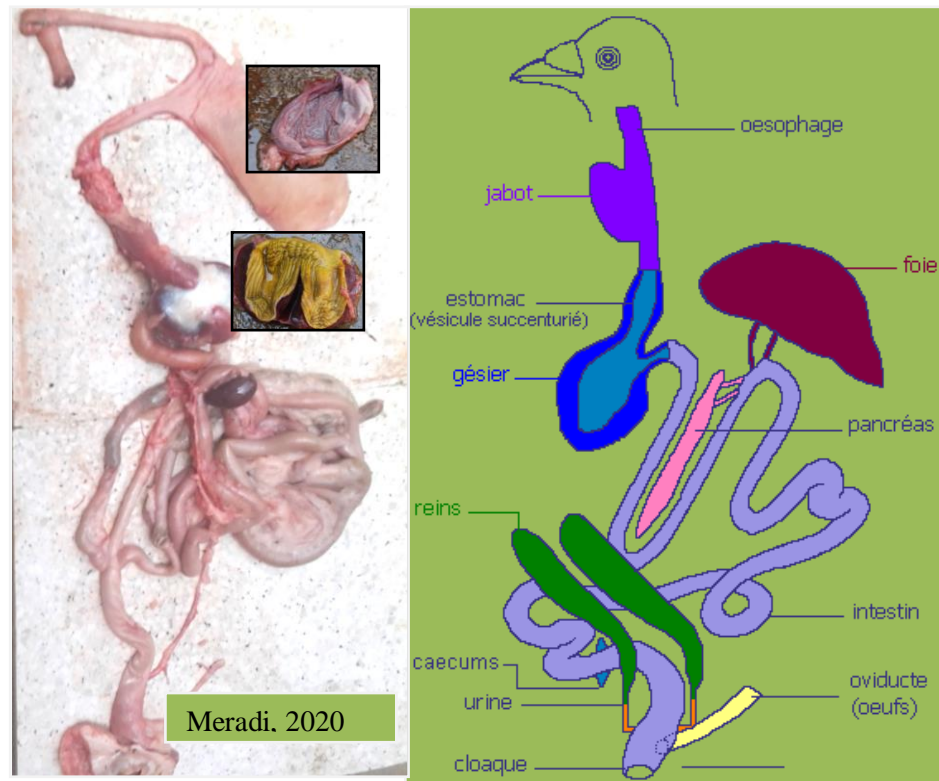 oesophage
jabot
foie
estomac
(vésicule succenturié)
gésier
pancréas
reins
intestin
caecums
oviducte
(oeufs)
urine
Meradi, 2020
cloaque